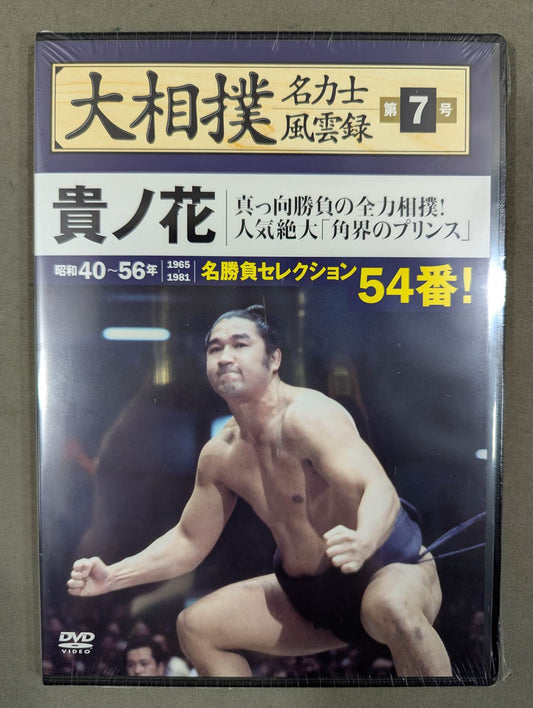 大相撲
名力士
風雲録
第7号
貴ノ花
真っ向勝負の全力相撲!
人気絶大「角界のプリンス」
昭和40〜56年
1965
1981
名勝負セレクション
54番!
DVD
VIDEO